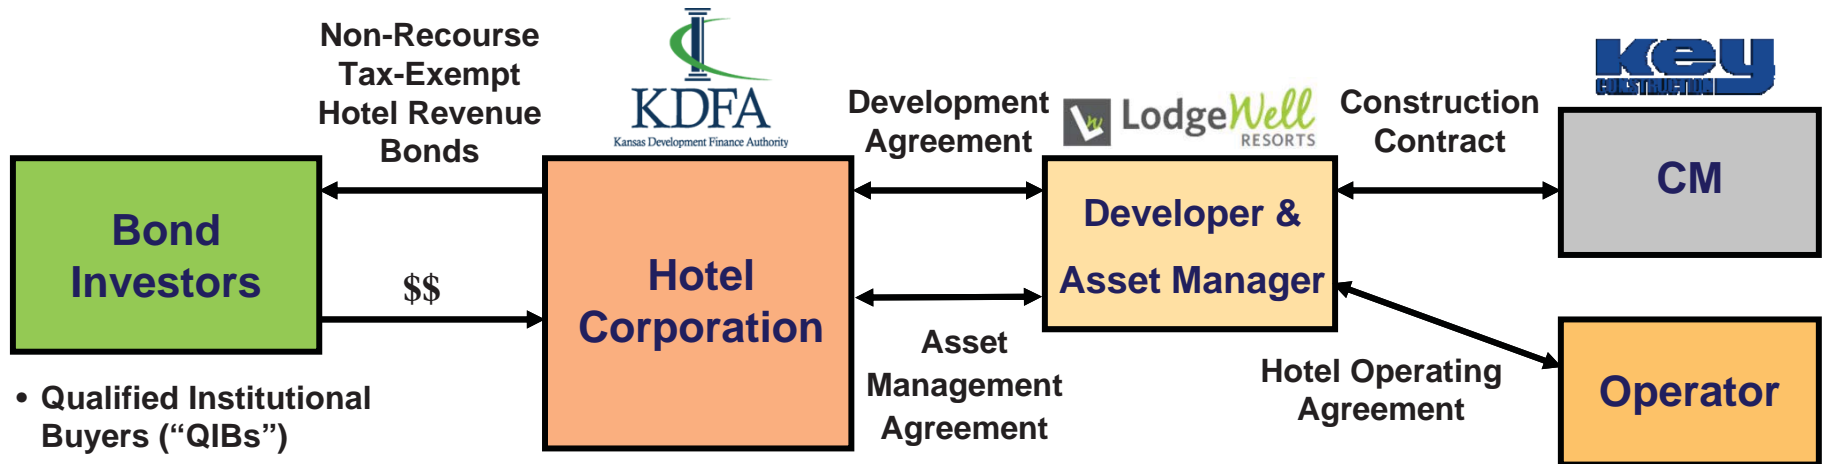 Non-Recourse
Tax-Exempt
Hotel Revenue
Bonds
KDFA
Kansas Development Finance Authority
Development
Agreement
LodgeWell
RESORTS
Construction
Contract
key
CONSTRUCTION
Bond
Investors
$$
Hotel
Corporation
Developer &
Asset Manager
CM
Asset
Management
Agreement
Hotel Operating
Agreement
Operator
• Qualified Institutional
Buyers (“QIBs”)